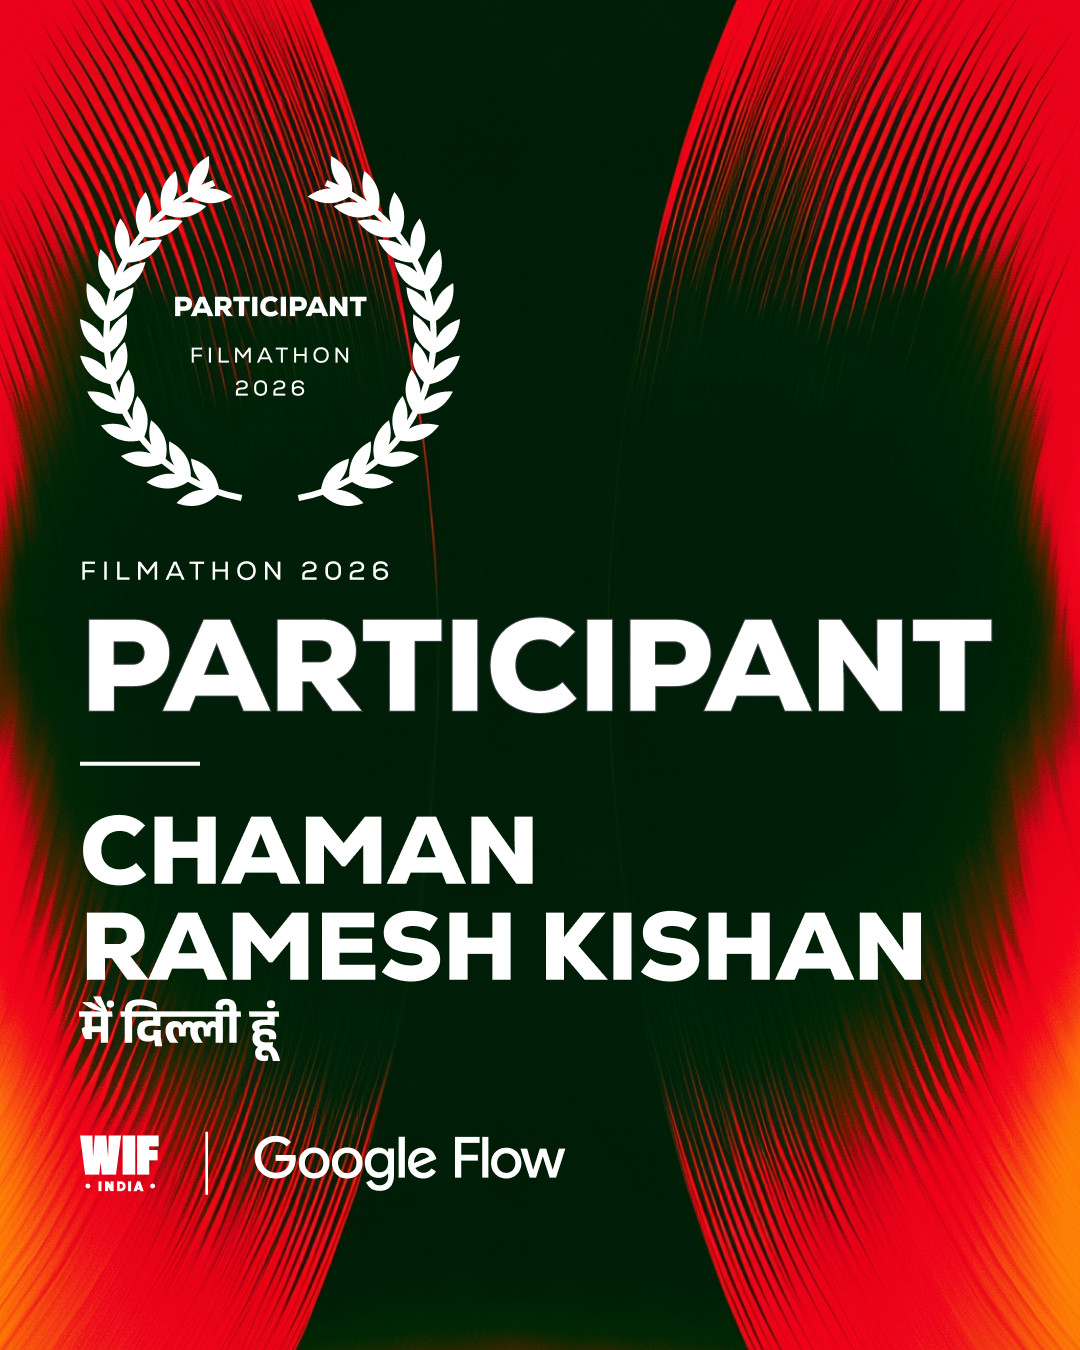 PARTICIPANT
FILMATHON
2026
FILMATHON 2026
PARTICIPANT
CHAMAN
RAMESH KISHAN
मैं दिल्ली हूं
WIF
• INDIA •
Google Flow